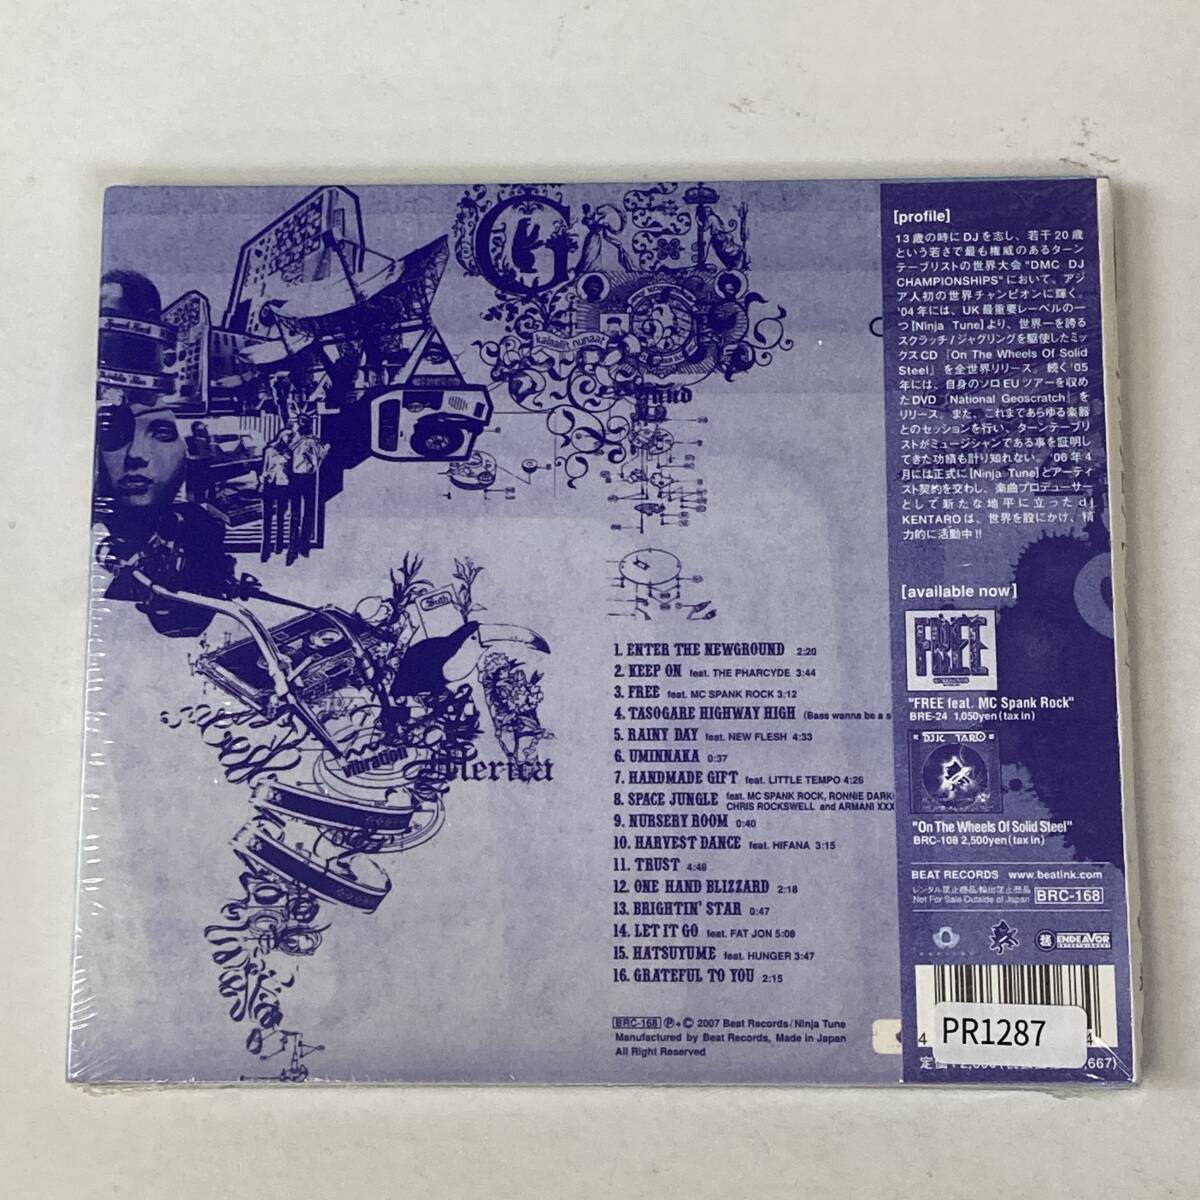 kalaallit nunaat
vibration
merica
1. ENTER THE NEWGROUND 2:20
2. KEEP ON feat. THE PHARCYDE 3:44
3. FREE feat. MC SPANK ROCK 3:12
4. TASOGARE HIGHWAY HIGH (Bass wanna be a s
5. RAINY DAY feat. NEW FLESH 4:33
6. UMINNAKA 0:37
7. HANDMADE GIFT feat. LITTLE TEMPO 4:26
8. SPACE JUNGLE feat. MC SPANK ROCK, RONNIE DARK
CHRIS ROCKSWELL and ARMANI XXX
9. NURSERY ROOM 0:40
10. HARVEST DANCE feat. HIFANA 3:15
11. TRUST 4:48
12. ONE HAND BLIZZARD 2:18
13. BRIGHTIN' STAR 0:47
14. LET IT GO feat. FAT JON 5:08
15. HATSUYUME feat. HUNGER 3:47
16. GRATEFUL TO YOU 2:15
BRC-168 Ⓟ+© 2007 Beat Records/Ninja Tune
Manufactured by Beat Records, Made in Japan
All Right Reserved
[profile]
13歳の時にDJを志し、若干20歳
という若さで最も権威のあるターン
テーブリストの世界大会"DMC DJ
CHAMPIONSHIPS"において、アジ
ア人初の世界チャンピオンに輝く。
'04年には、UK最重要レーベルの一
つ[Ninja Tune]より、世界一を誇る
スクラッチ/ジャグリングを駆使したミッ
クスCD『On The Wheels Of Solid
Steel』を全世界リリース。続く'05
年には、自身のソロEUツアーを収め
たDVD『National Geoscratch』を
リリース。また、これまであらゆる楽器
とのセッションを行い、ターンテーブリ
ストがミュージシャンである事を証明し
てきた功績も計り知れない。'06年4
月には正式に[Ninja Tune]とアーティ
スト契約を交わし、楽曲プロデューサー
として新たな地平に立ったdj
KENTAROは、世界を股にかけ、精
力的に活動中!!
[available now]
FREE
"FREE feat. MC Spank Rock"
BRE-24 1,050yen(tax in)
"On The Wheels Of Solid Steel"
BRC-108 2,500yen(tax in)
BEAT RECORDS www.beatink.com
レンタル禁止商品/輸出禁止商品
Not For Sale Outside of Japan BRC-168
ENDEAVOR
ENTERTAINMENT
4
PR1287
4
定価
,667)